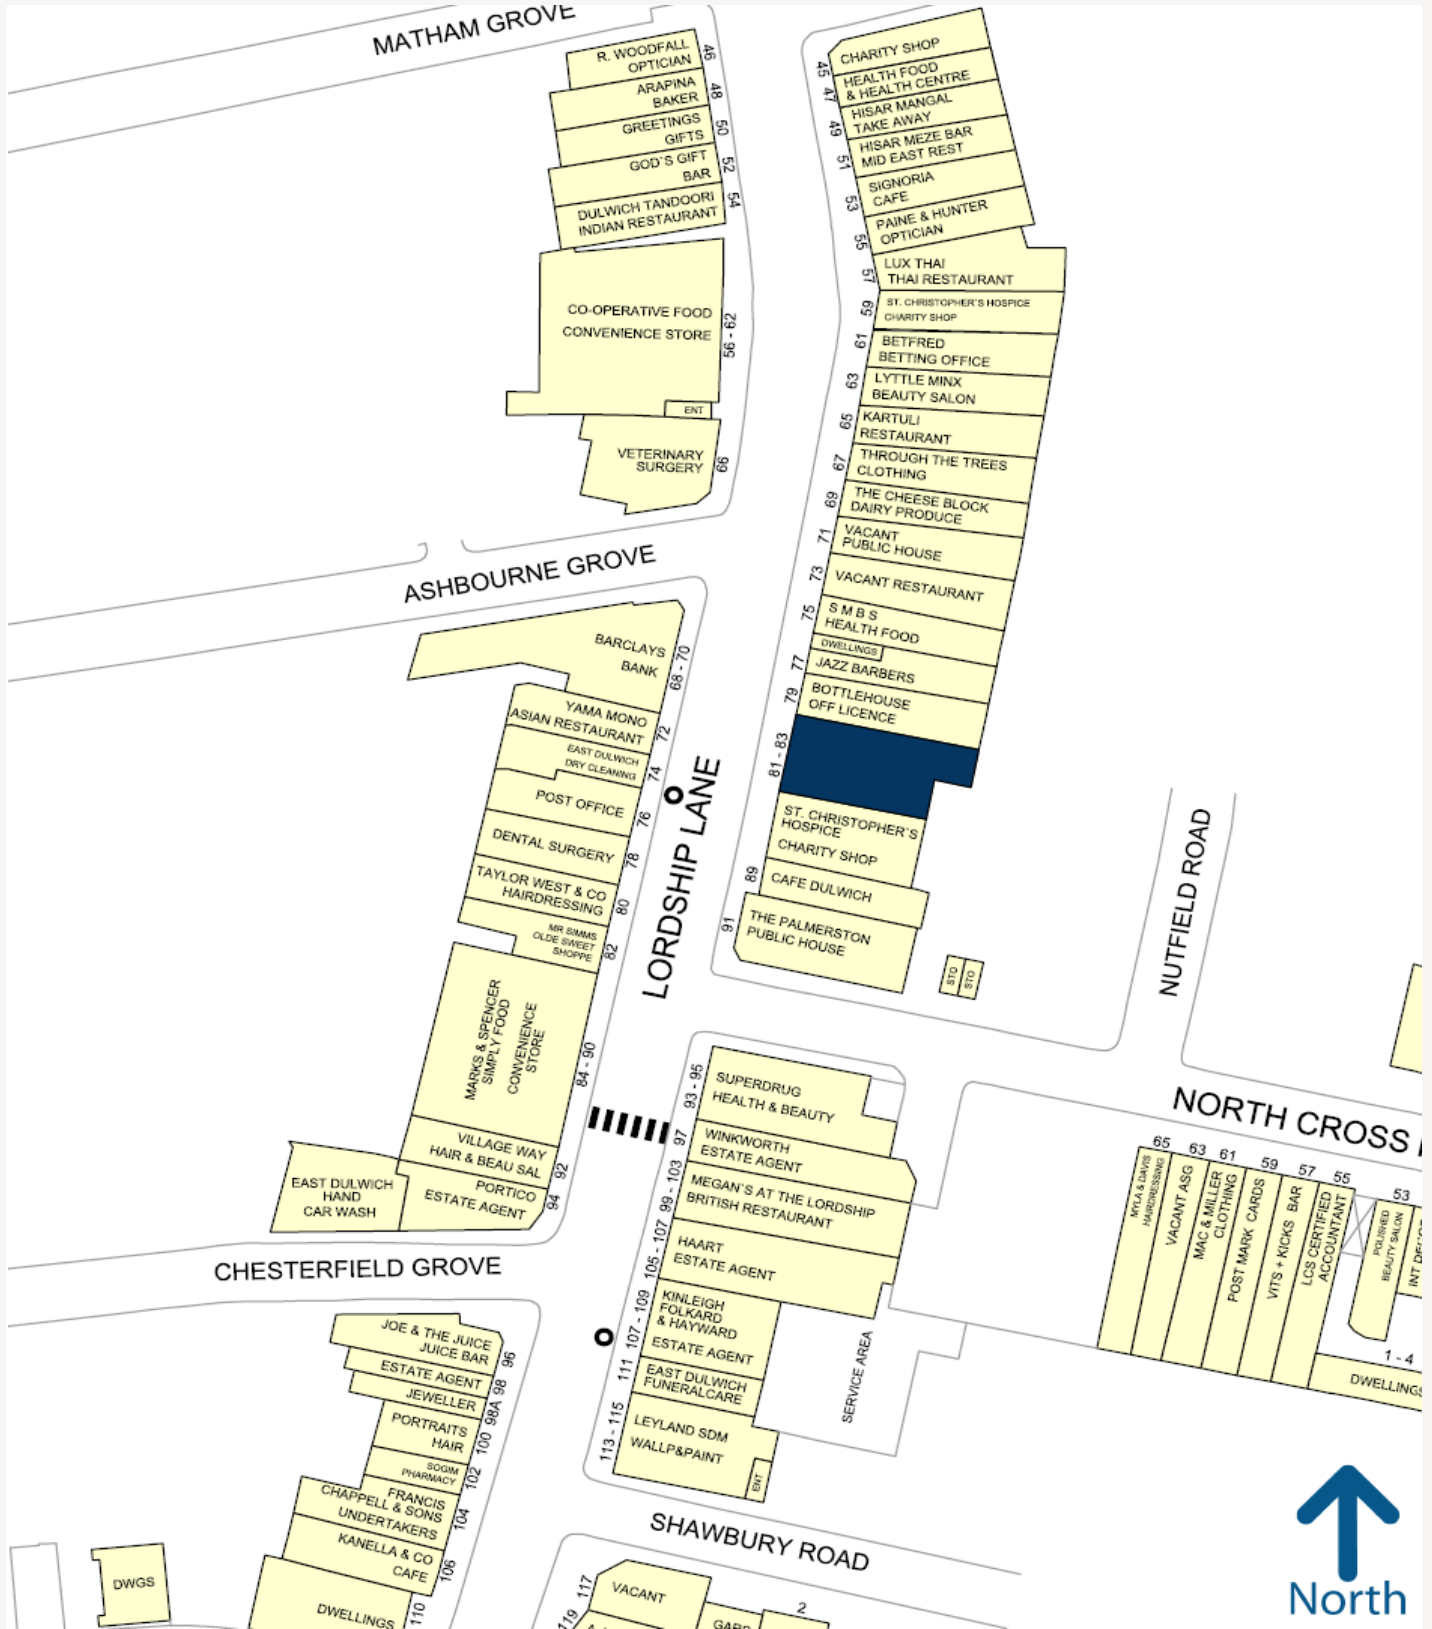 MATHAM GROVE
R. WOODFALL
OPTICIAN
46
ARAPINA
BAKER
48
GREETINGS
GIFTS
50
GOD`S GIFT
BAR
52
DULWICH TANDOORI
INDIAN RESTAURANT
54
CO-OPERATIVE FOOD
CONVENIENCE STORE
56 - 62
ENT
VETERINARY
SURGERY
66
CHARITY SHOP
45
HEALTH FOOD
& HEALTH CENTRE
47
HISAR MANGAL
TAKE AWAY
49
HISAR MEZE BAR
MID EAST REST
51
SIGNORIA
CAFE
53
PAINE & HUNTER
OPTICIAN
55
LUX THAI
THAI RESTAURANT
57
ST. CHRISTOPHER`S HOSPICE
CHARITY SHOP
59
BETFRED
BETTING OFFICE
61
LYTTLE MINX
BEAUTY SALON
63
KARTULI
RESTAURANT
65
THROUGH THE TREES
CLOTHING
67
THE CHEESE BLOCK
DAIRY PRODUCE
69
VACANT
PUBLIC HOUSE
71
VACANT RESTAURANT
73
S M B S
HEALTH FOOD
75
DWELLINGS
JAZZ BARBERS
77
BOTTLEHOUSE
OFF LICENCE
79
81 - 83
ST. CHRISTOPHER`S
HOSPICE
CHARITY SHOP
CAFE DULWICH
89
THE PALMERSTON
PUBLIC HOUSE
91
STO
STO
ASHBOURNE GROVE
BARCLAYS
BANK
68 - 70
YAMA MONO
ASIAN RESTAURANT
72
EAST DULWICH
DRY CLEANING
74
POST OFFICE
76
DENTAL SURGERY
78
TAYLOR WEST & CO
HAIRDRESSING
80
MR SIMMS
OLDE SWEET
SHOPPE
82
MARKS & SPENCER
SIMPLY FOOD
CONVENIENCE
STORE
84 - 90
VILLAGE WAY
HAIR & BEAU SAL
92
PORTICO
ESTATE AGENT
94
EAST DULWICH
HAND
CAR WASH
LORDSHIP LANE
NUTFIELD ROAD
NORTH CROSS
SUPERDRUG
HEALTH & BEAUTY
93 - 95
WINKWORTH
ESTATE AGENT
97
MEGAN'S AT THE LORDSHIP
BRITISH RESTAURANT
99 - 103
HAART
ESTATE AGENT
105 - 107
KINLEIGH
FOLKARD
& HAYWARD
ESTATE AGENT
107 - 109
EAST DULWICH
FUNERALCARE
111
LEYLAND SDM
WALLP&PAINT
113 - 115
ENT
SERVICE AREA
65
63
61
59
57
55
53
MYLA & DAVIS
HAIRDRESSING
VACANT ASG
MAC & MILLER
CLOTHING
POST MARK CARDS
VITS + KICKS BAR
LCS CERTIFIED
ACCOUNTANT
POLISHED
BEAUTY SALON
INT
1 - 4
DWELLINGS
CHESTERFIELD GROVE
JOE & THE JUICE
JUICE BAR
96
ESTATE AGENT
98
JEWELLER
98A
PORTRAITS
HAIR
100
SOGIM
PHARMACY
102
FRANCIS
CHAPPELL & SONS
UNDERTAKERS
104
KANELLA & CO
CAFE
106
DWELLINGS
110
DWGS
SHAWBURY ROAD
117
VACANT
119
2
North